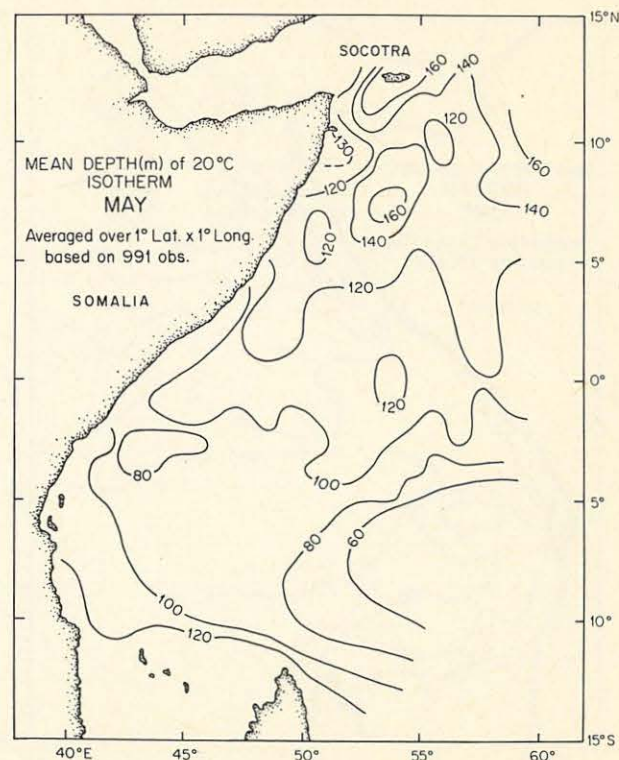 15°N
SOCOTRA
160
140
120
10°
130
MEAN DEPTH(m) of 20°C
ISOTHERM
MAY
Averaged over 1° Lat. x 1° Long.
based on 991 obs.
120
160
160
140
140
120
5°
SOMALIA
120
0°
120
80
100
80
60
5°
100
120
10°
15°S
40°E
45°
50°
55°
60°